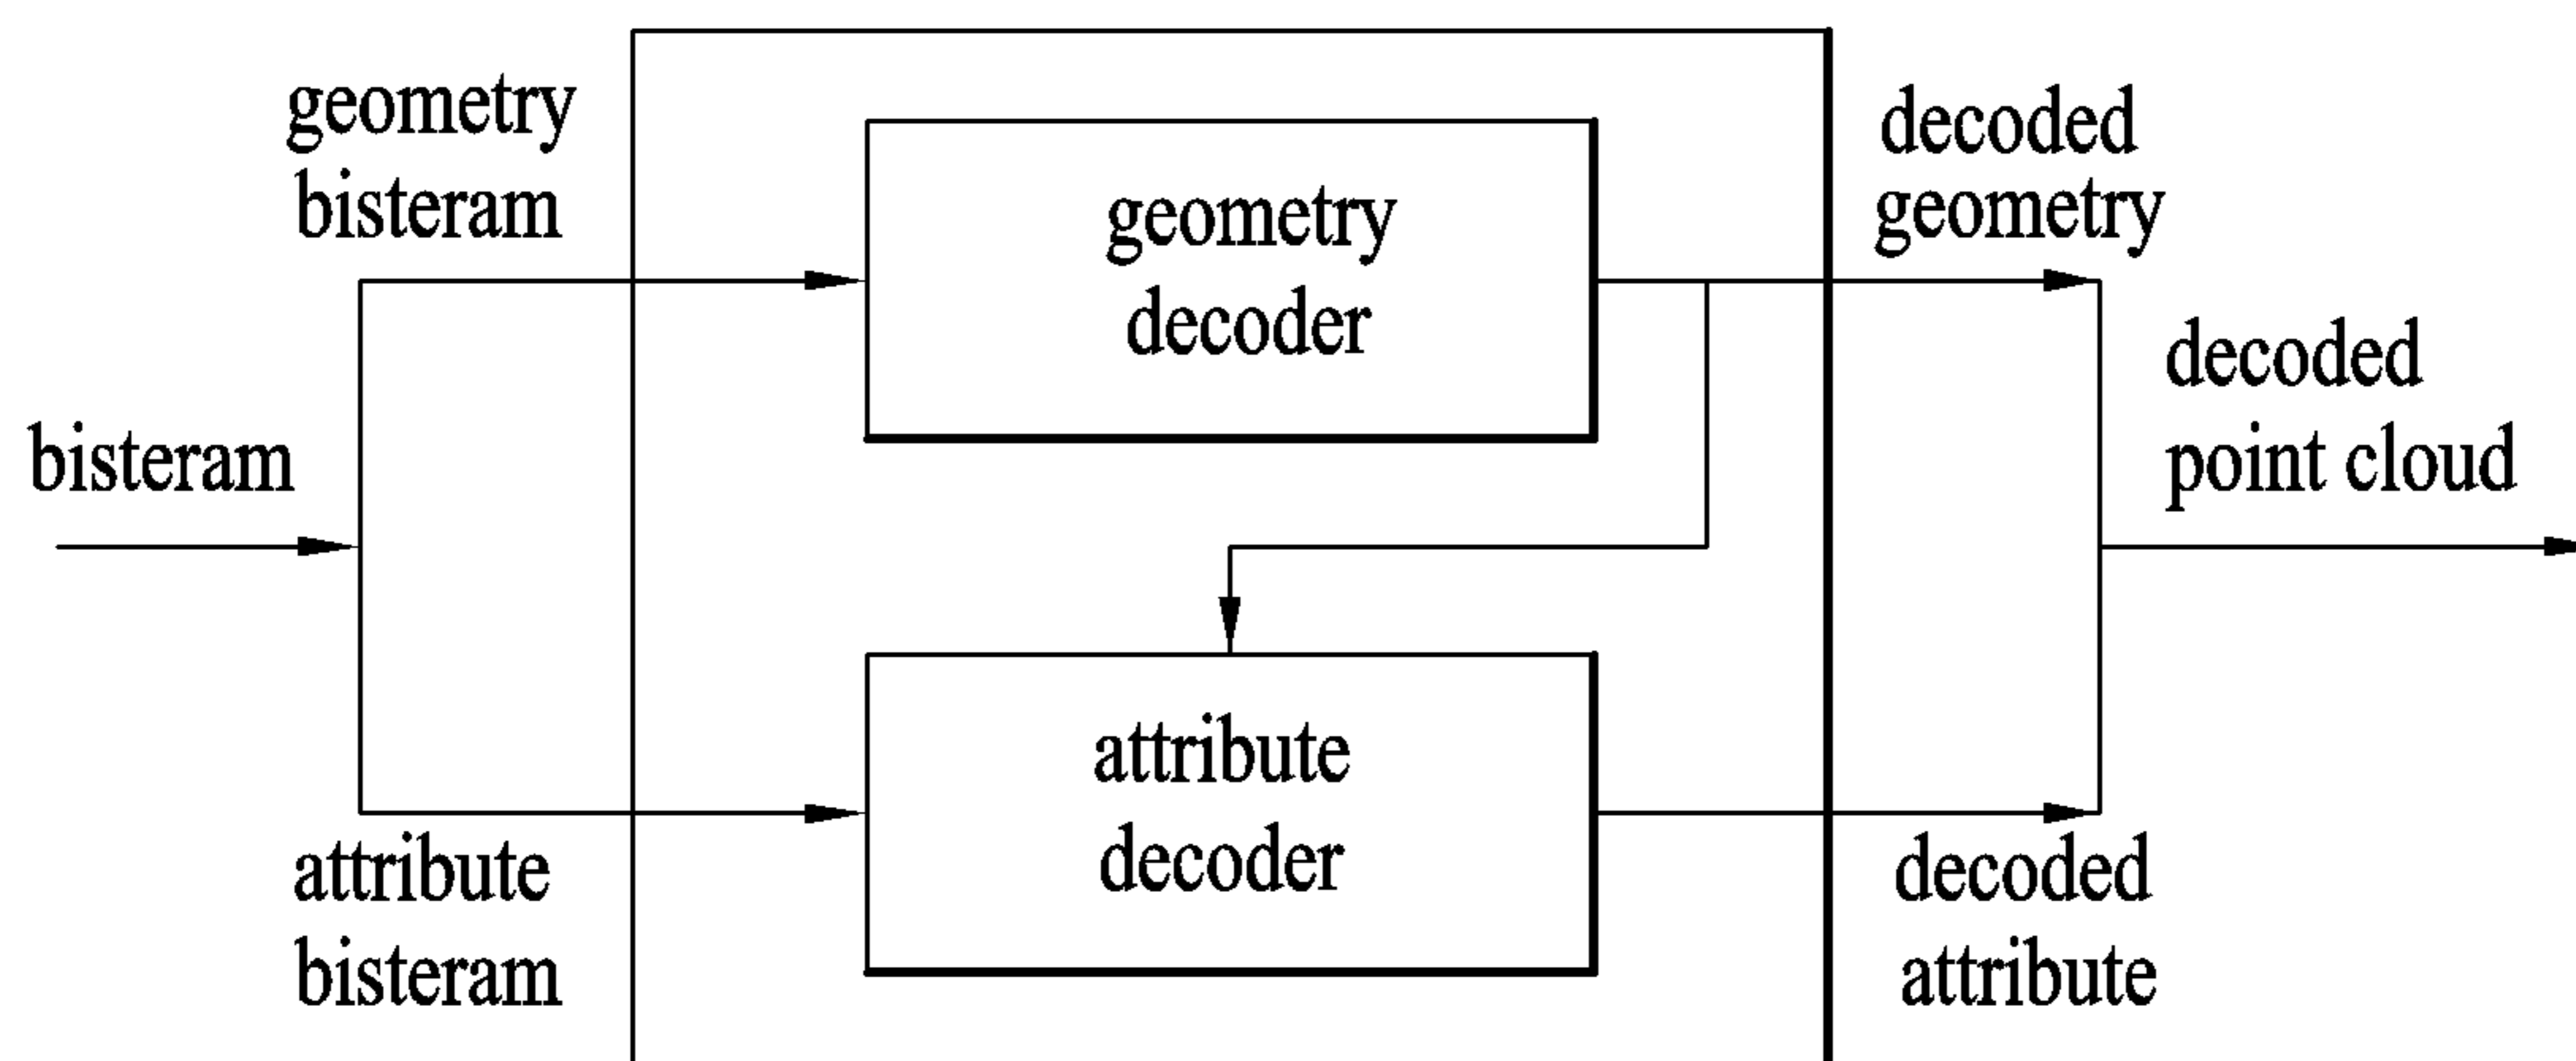 geometry
bisteram
bisteram
attribute
bisteram
geometry
decoder
attribute
decoder
decoded
geometry
decoded
point cloud
decoded
attribute